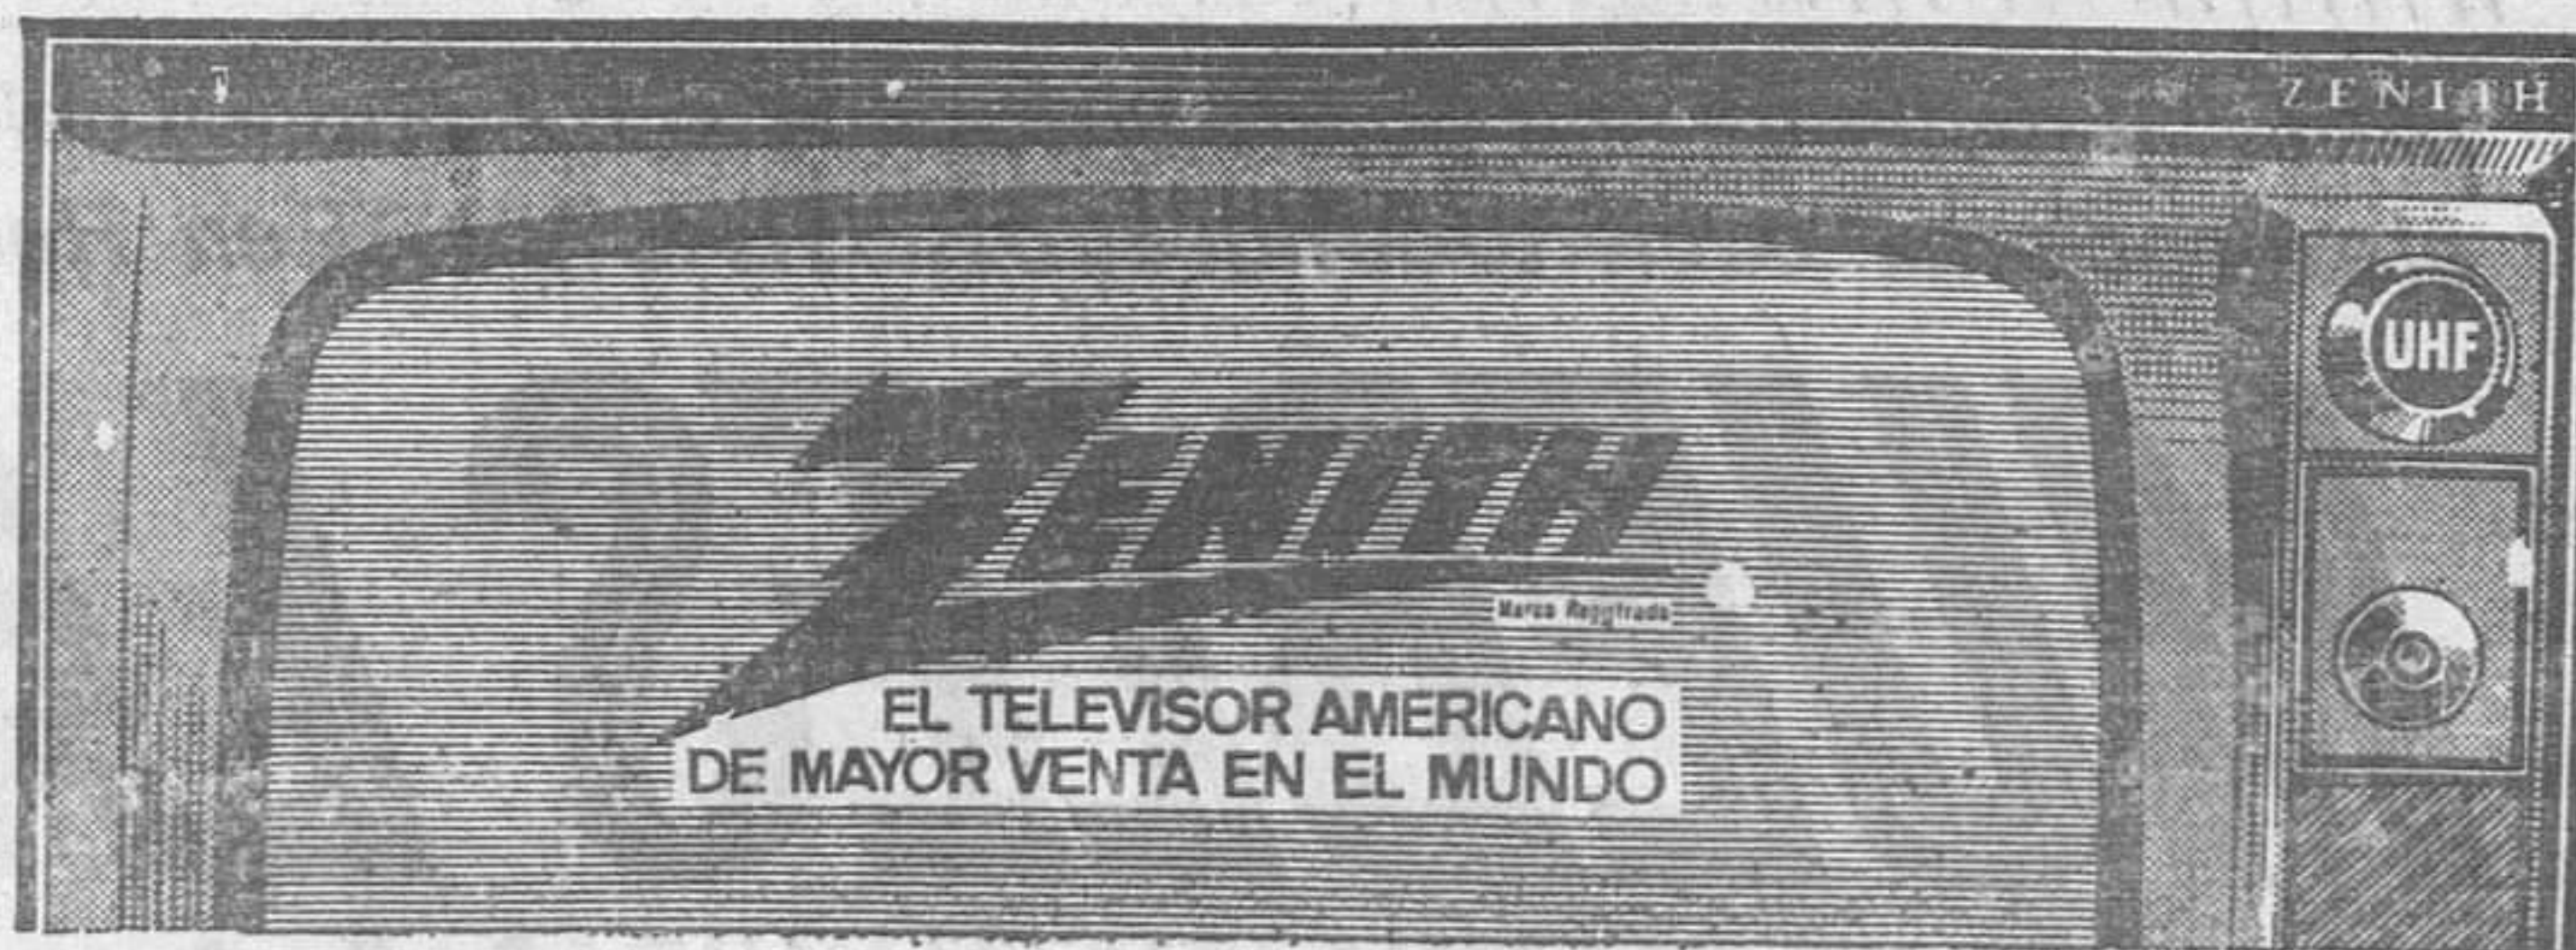 ZENITH
UHF
ZENITH
Marca Registrada
EL TELEVISOR AMERICANO
DE MAYOR VENTA EN EL MUNDO